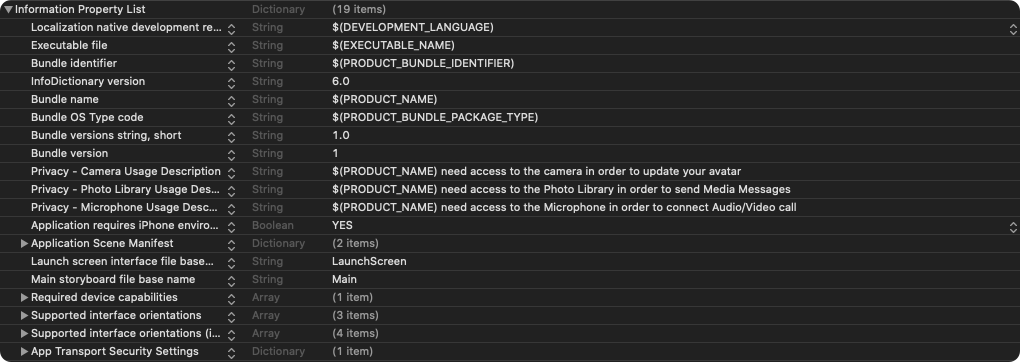 Information Property List Dictionary (19 items)
Localization native development re... String $(DEVELOPMENT_LANGUAGE)
Executable file String $(EXECUTABLE_NAME)
Bundle identifier String $(PRODUCT_BUNDLE_IDENTIFIER)
InfoDictionary version String 6.0
Bundle name String $(PRODUCT_NAME)
Bundle OS Type code String $(PRODUCT_BUNDLE_PACKAGE_TYPE)
Bundle versions string, short String 1.0
Bundle version String 1
Privacy - Camera Usage Description String $(PRODUCT_NAME) need access to the camera in order to update your avatar
Privacy - Photo Library Usage Des... String $(PRODUCT_NAME) need access to the Photo Library in order to send Media Messages
Privacy - Microphone Usage Desc... String $(PRODUCT_NAME) need access to the Microphone in order to connect Audio/Video call
Application requires iPhone enviro... Boolean YES
Application Scene Manifest Dictionary (2 items)
Launch screen interface file base... String LaunchScreen
Main storyboard file base name String Main
Required device capabilities Array (1 item)
Supported interface orientations Array (3 items)
Supported interface orientations (i... Array (4 items)
App Transport Security Settings Dictionary (1 item)